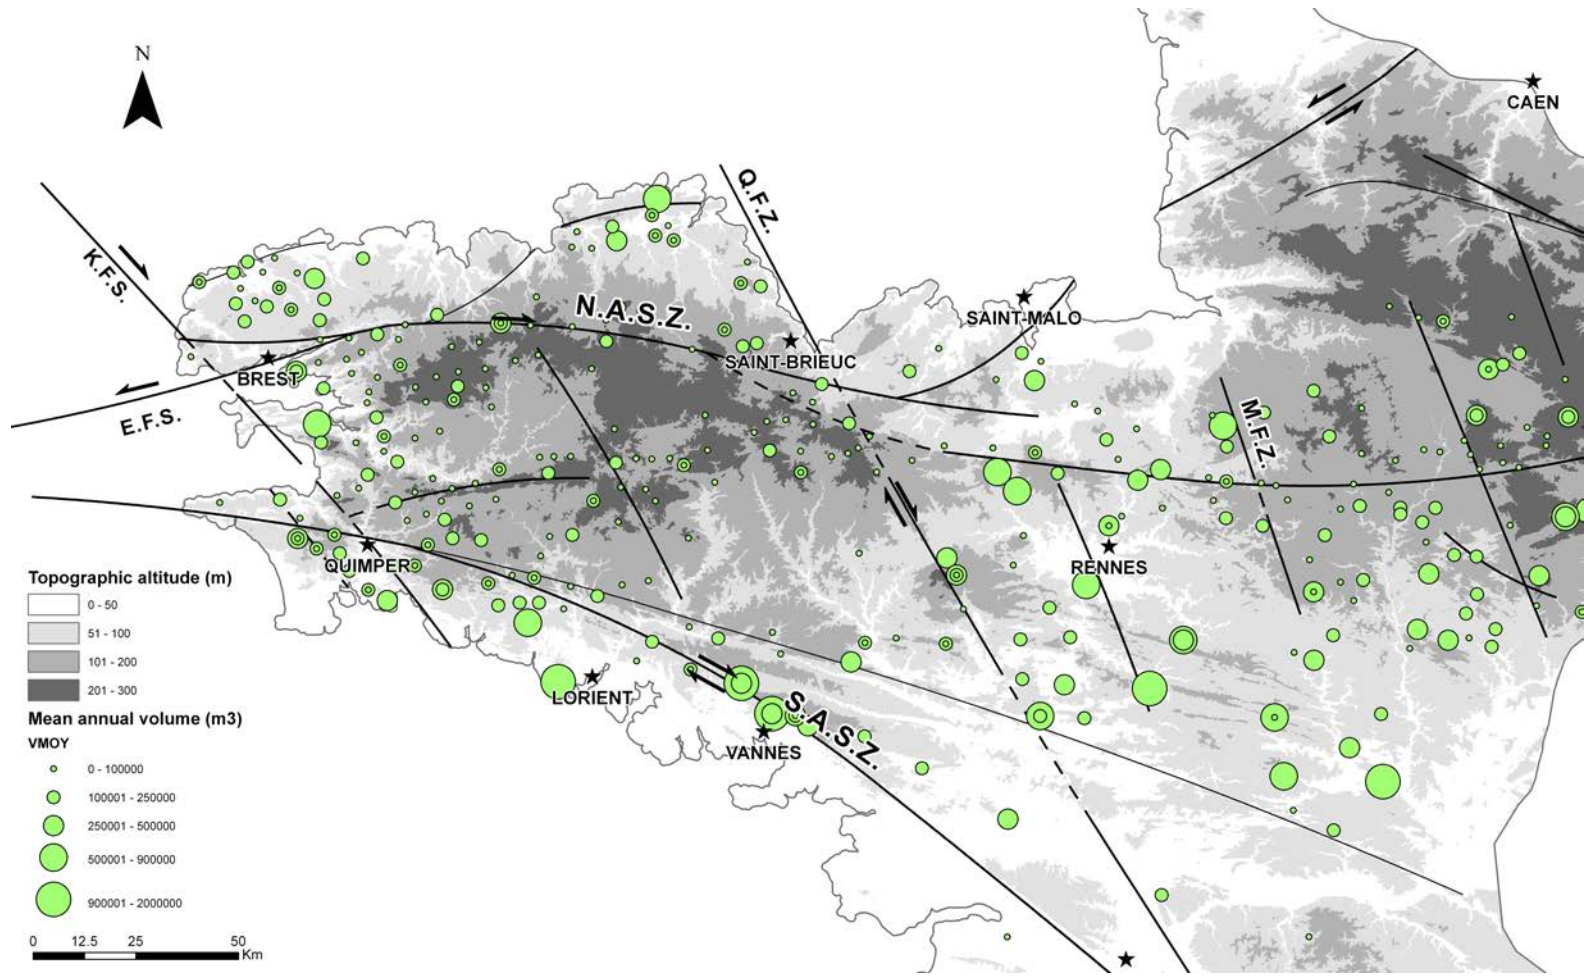 N
CAEN
Q.F.Z.
K.F.S.
N.A.S.Z.
SAINT-MALO
SAINT-BRIEUC
BREST
E.F.S.
M.F.Z.
QUIMPER
RENNES
LORIENT
S.A.S.Z.
VANNES
Topographic altitude (m)
0 - 50
51 - 100
101 - 200
201 - 300
Mean annual volume (m3)
VMOY
0 - 100000
100001 - 250000
250001 - 500000
500001 - 900000
900001 - 2000000
0 12.5 25 50
Km